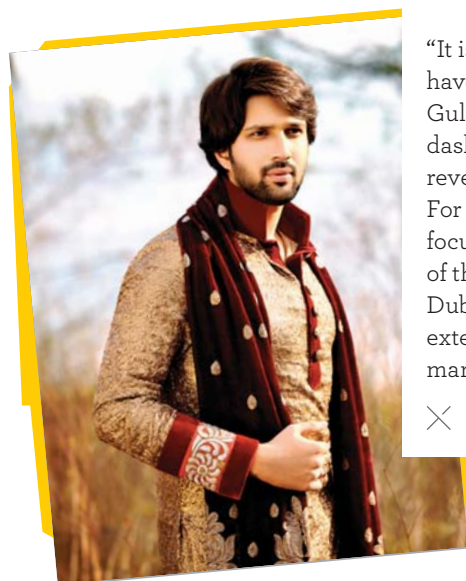 “It i
hav
Gul
dasl
reve
For
focu
of th
Dub
exte
mar